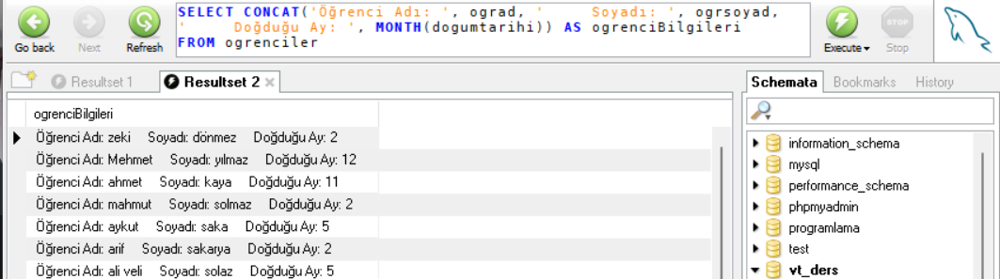 SELECT CONCAT('Öğrenci Adı: ', ograd, '     Soyadı: ', ogrsoyad,
'     Doğduğu Ay: ', MONTH(dogumtarihi)) AS ogrenciBilgileri
FROM ogrenciler
Go back
Next
Refresh
Execute
STOP
Stop
Resultset 1
Resultset 2
ogrenciBilgileri
Öğrenci Adı: zeki     Soyadı: dönmez     Doğduğu Ay: 2
Öğrenci Adı: Mehmet     Soyadı: yılmaz     Doğduğu Ay: 12
Öğrenci Adı: ahmet     Soyadı: kaya     Doğduğu Ay: 11
Öğrenci Adı: mahmut     Soyadı: solmaz     Doğduğu Ay: 2
Öğrenci Adı: aykut     Soyadı: saka     Doğduğu Ay: 5
Öğrenci Adı: arif     Soyadı: sakarya     Doğduğu Ay: 2
Öğrenci Adı: ali veli     Soyadı: solaz     Doğduğu Ay: 5
Schemata
Bookmarks
History
information_schema
mysql
performance_schema
phpmyadmin
programlama
test
vt_ders